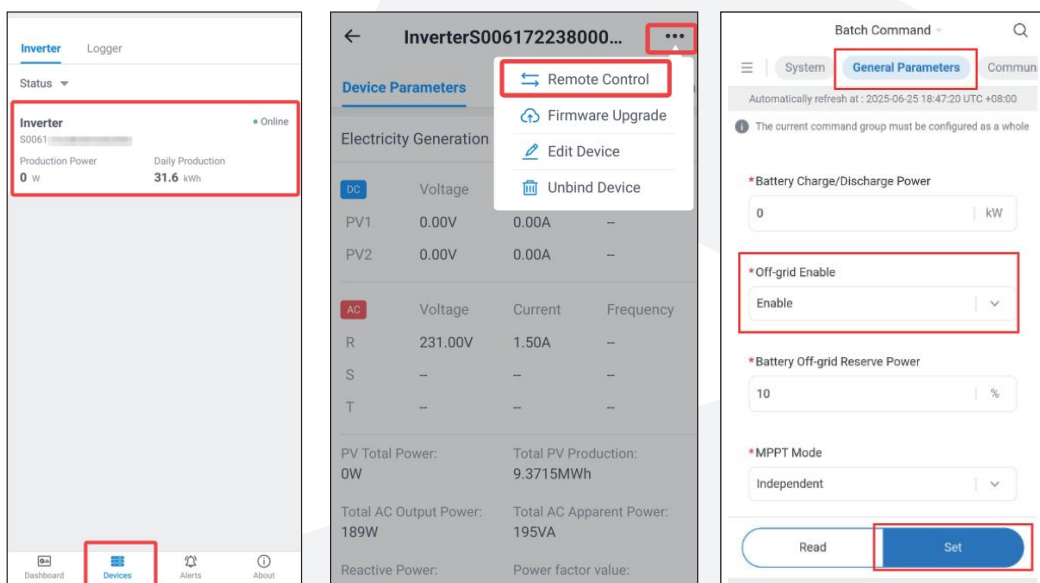 Inverter Logger
Status
Inverter
Online
S0061
Production Power Daily Production
0 W 31.6 kWh
Dashboard Devices Alerts About
InverterS006172238000...
Device Parameters
Remote Control
Firmware Upgrade
Edit Device
Unbind Device
Electricity Generation
DC Voltage
PV1 0.00V 0.00A --
PV2 0.00V 0.00A --
AC Voltage Current Frequency
R 231.00V 1.50A --
S -- -- --
T -- -- --
PV Total Power: Total PV Production:
0W 9.3715MWh
Total AC Output Power: Total AC Apparent Power:
189W 195VA
Reactive Power: Power factor value:
Batch Command
System General Parameters Commun
Automatically refresh at : 2025-06-25 18:47:20 UTC +08:00
The current command group must be configured as a whole
*Battery Charge/Discharge Power
0 kW
*Off-grid Enable
Enable
*Battery Off-grid Reserve Power
10 %
*MPPT Mode
Independent
Read Set